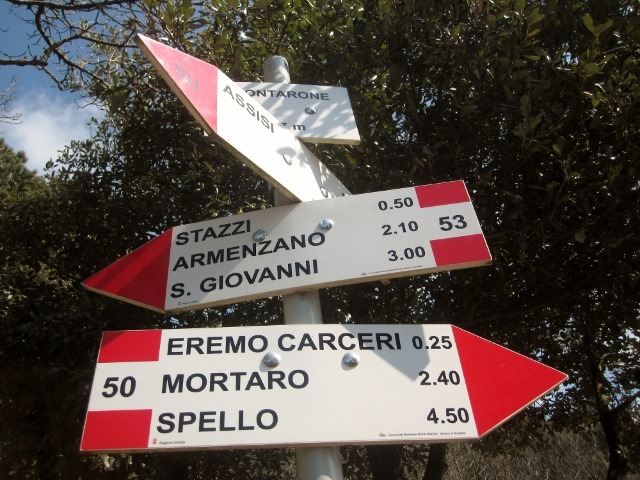 ONTARONE
ASSISI
m
STAZZI 0.50
ARMENZANO 2.10 53
S. GIOVANNI 3.00
EREMO CARCERI 0.25
50 MORTARO 2.40
SPELLO 4.50